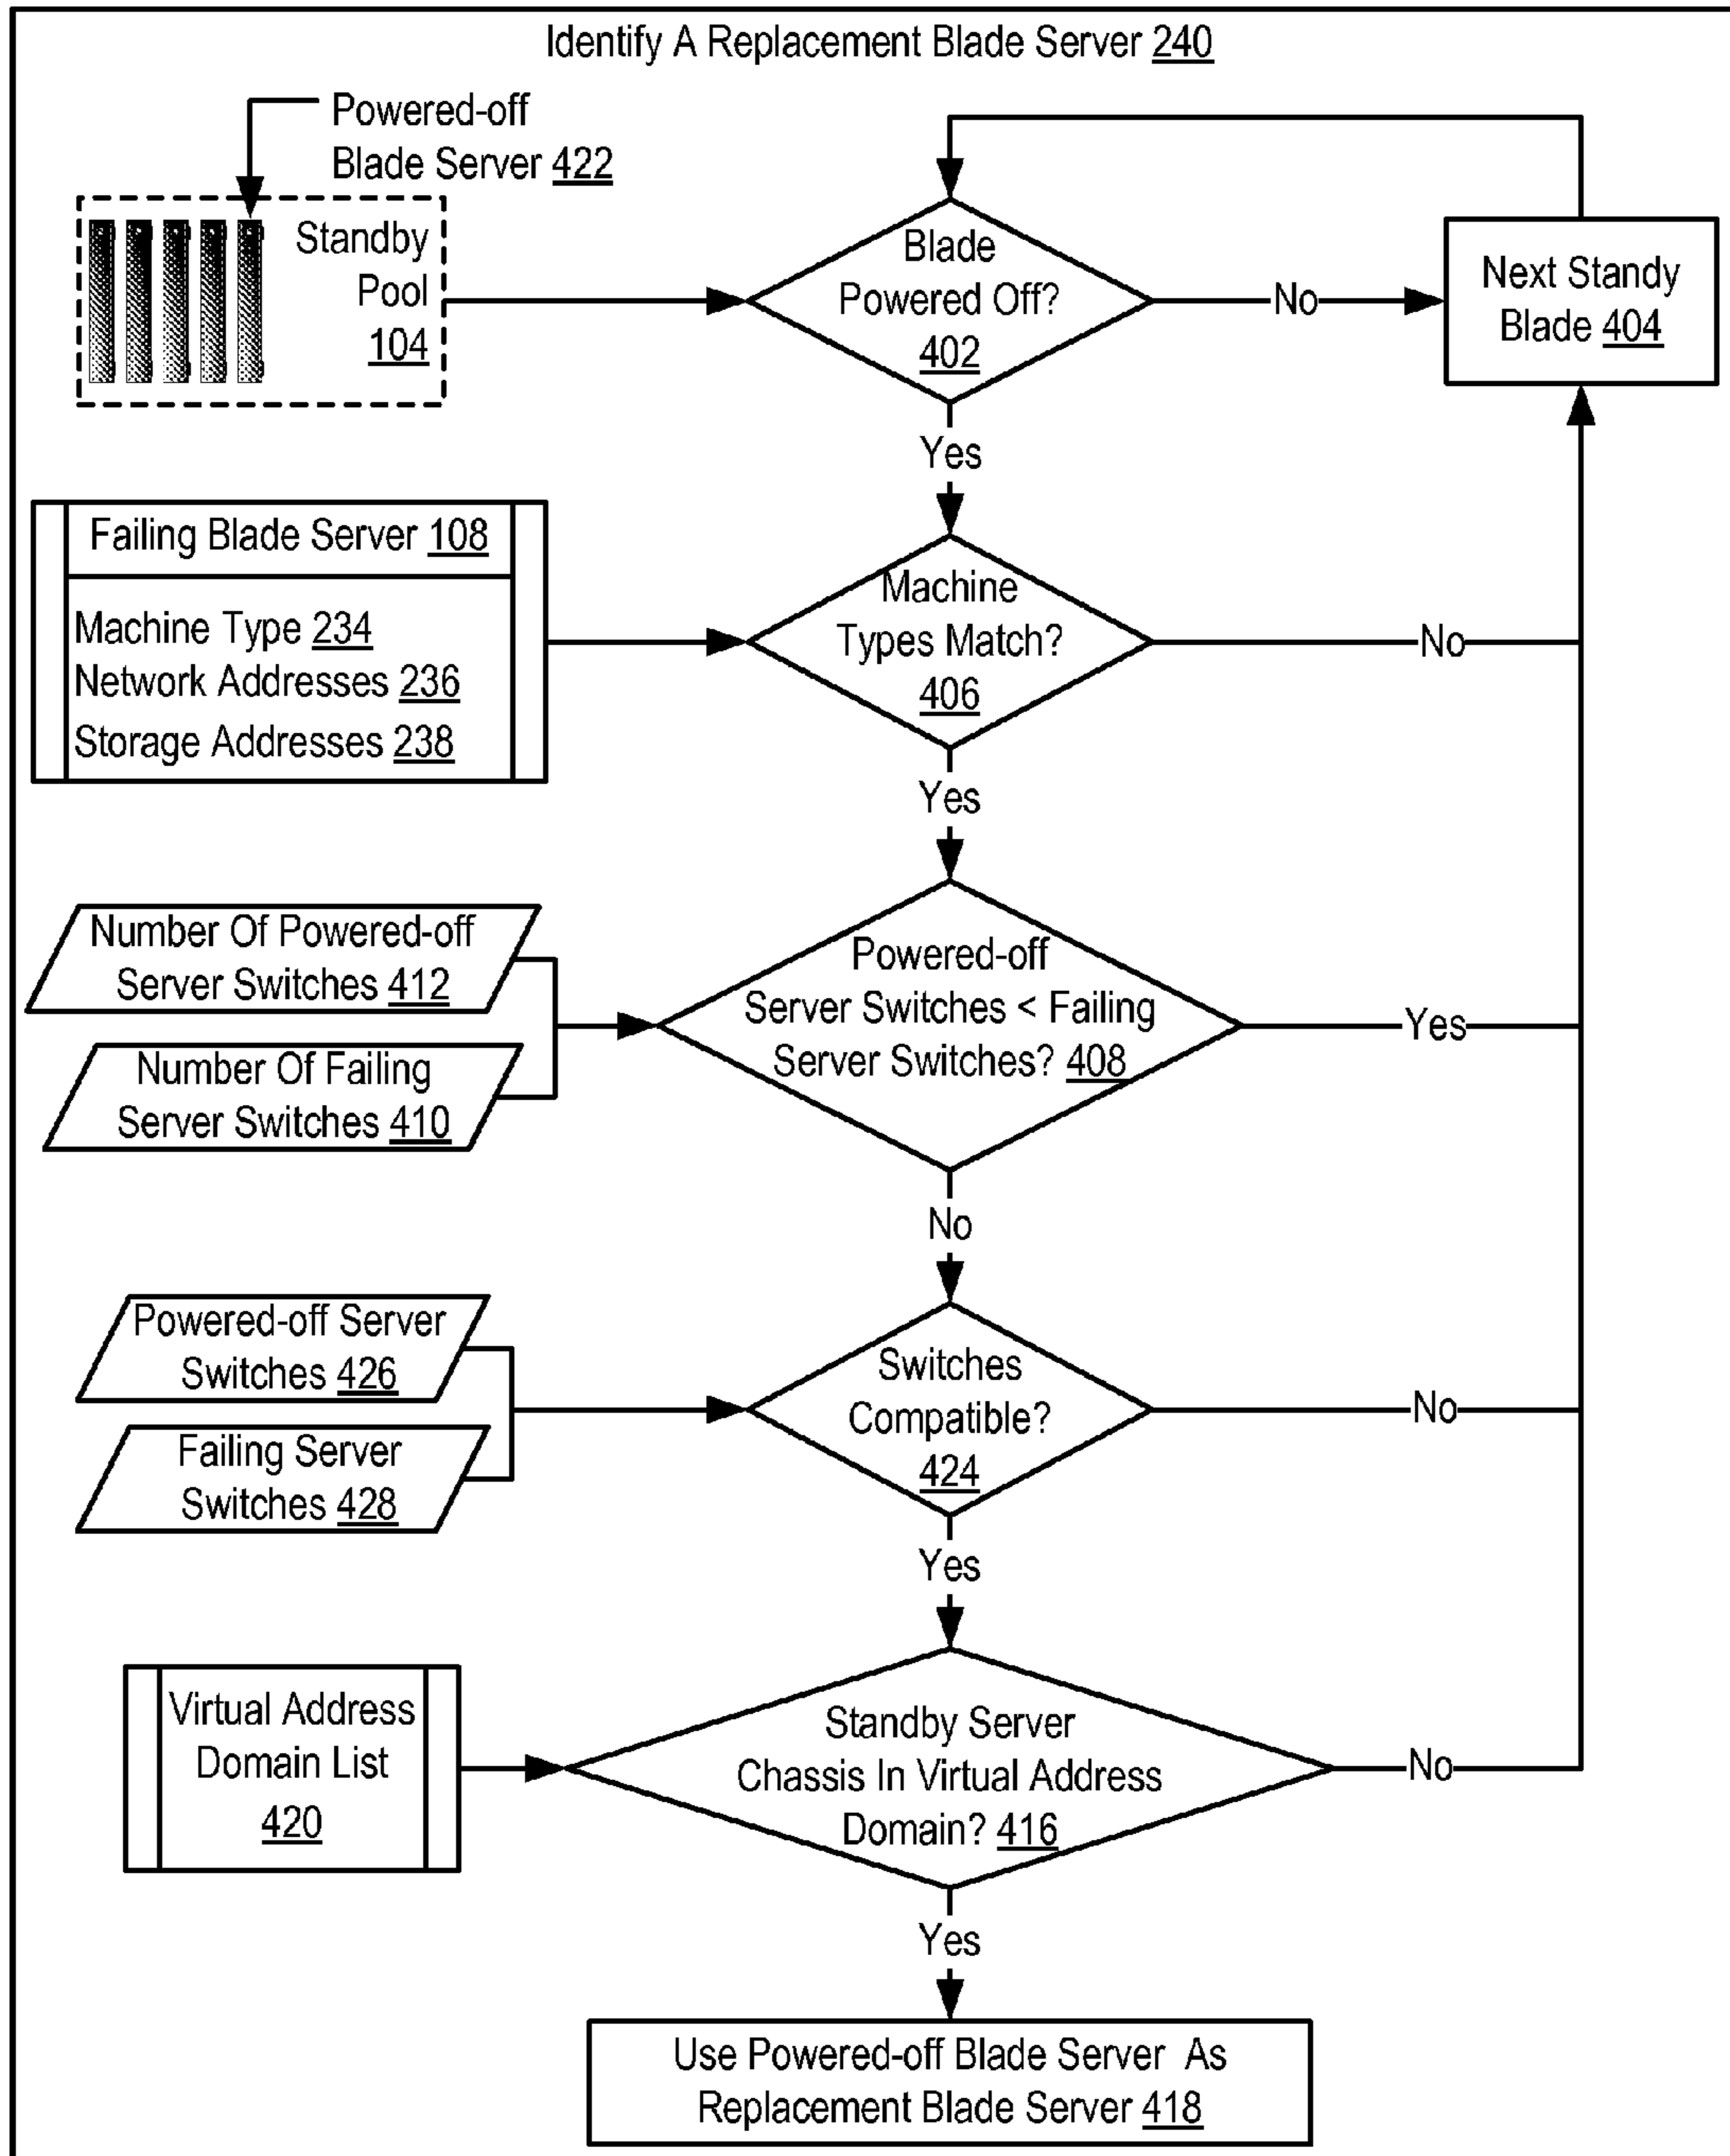 Identify A Replacement Blade Server 240
Powered-off
Blade Server 422
Standby
Pool
104
Blade
Powered Off?
402
No
Next Standy
Blade 404
Yes
Failing Blade Server 108
Machine Type 234
Network Addresses 236
Storage Addresses 238
Machine
Types Match?
406
No
Yes
Number Of Powered-off
Server Switches 412
Number Of Failing
Server Switches 410
Powered-off
Server Switches < Failing
Server Switches? 408
Yes
No
Powered-off Server
Switches 426
Failing Server
Switches 428
Switches
Compatible?
424
No
Yes
Virtual Address
Domain List
420
Standby Server
Chassis In Virtual Address
Domain? 416
No
Yes
Use Powered-off Blade Server As
Replacement Blade Server 418